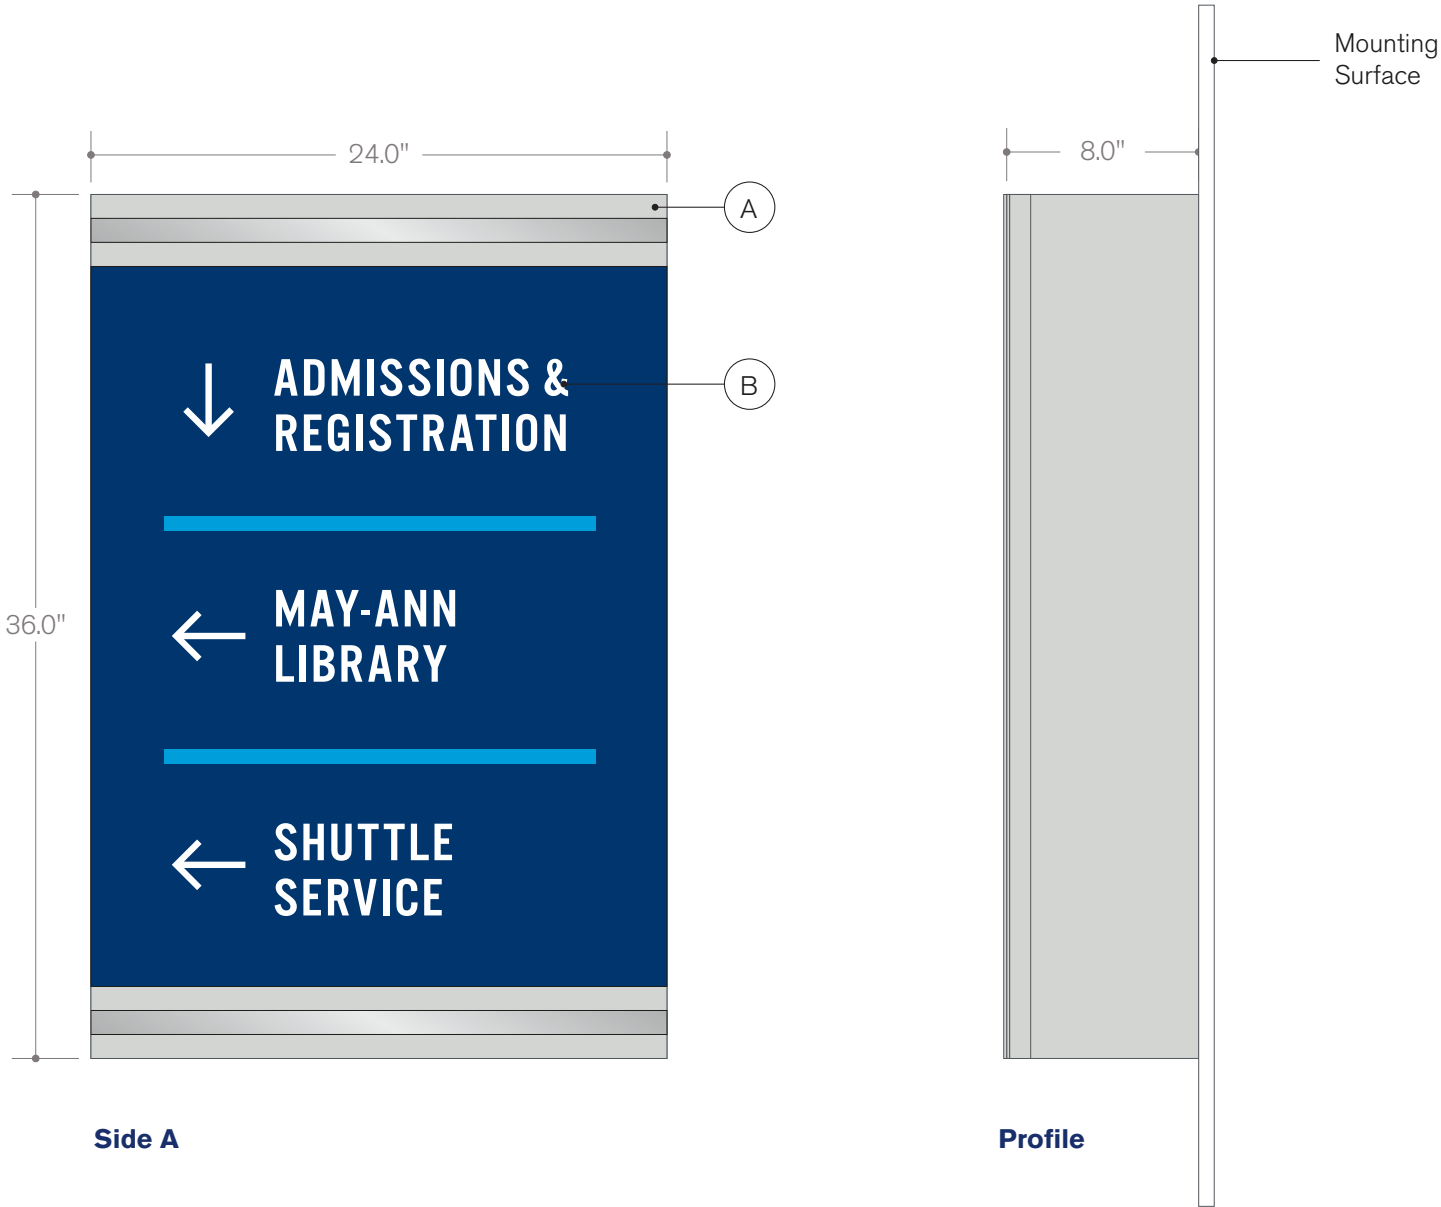 Mounting
Surface
24.0"
8.0"
A
ADMISSIONS &
REGISTRATION
B
36.0"
MAY-ANN
LIBRARY
SHUTTLE
SERVICE
Side A
Profile